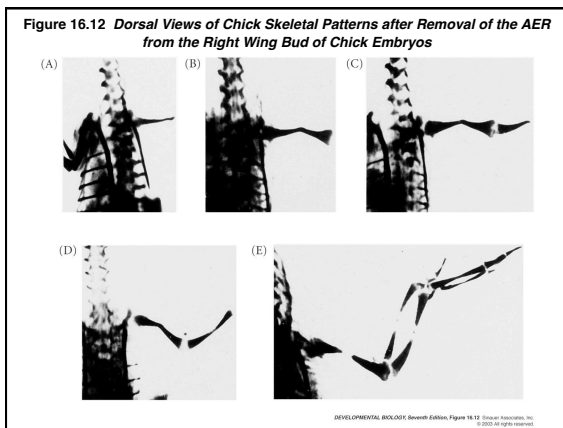 Figure 16.12 Dorsal Views of Chick Skeletal Patterns after Removal of the AER
from the Right Wing Bud of Chick Embryos
(A)
(B)
(C)
(D)
(E)
DEVELOPMENTAL BIOLOGY, Seventh Edition, Figure 16.12 Sinauer Associates, Inc.
© 2003 All rights reserved.